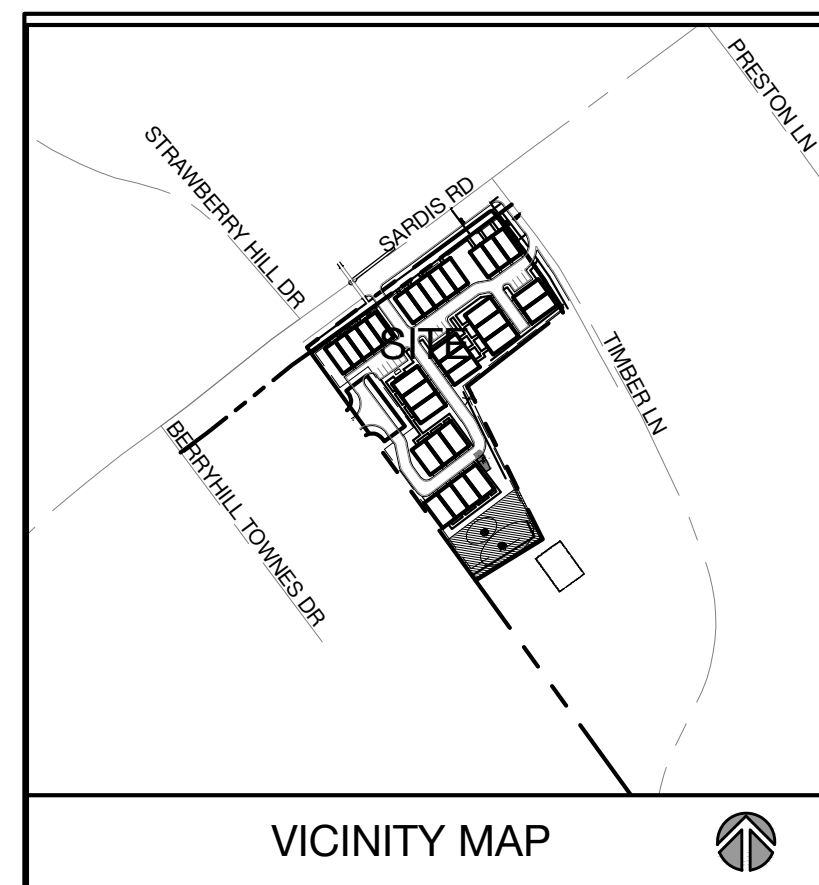 PRESTON LN
STRAWBERRY HILL DR
SARDIS RD
SITE
TIMBER LN
BERRYHILL TOWNES DR
VICINITY MAP